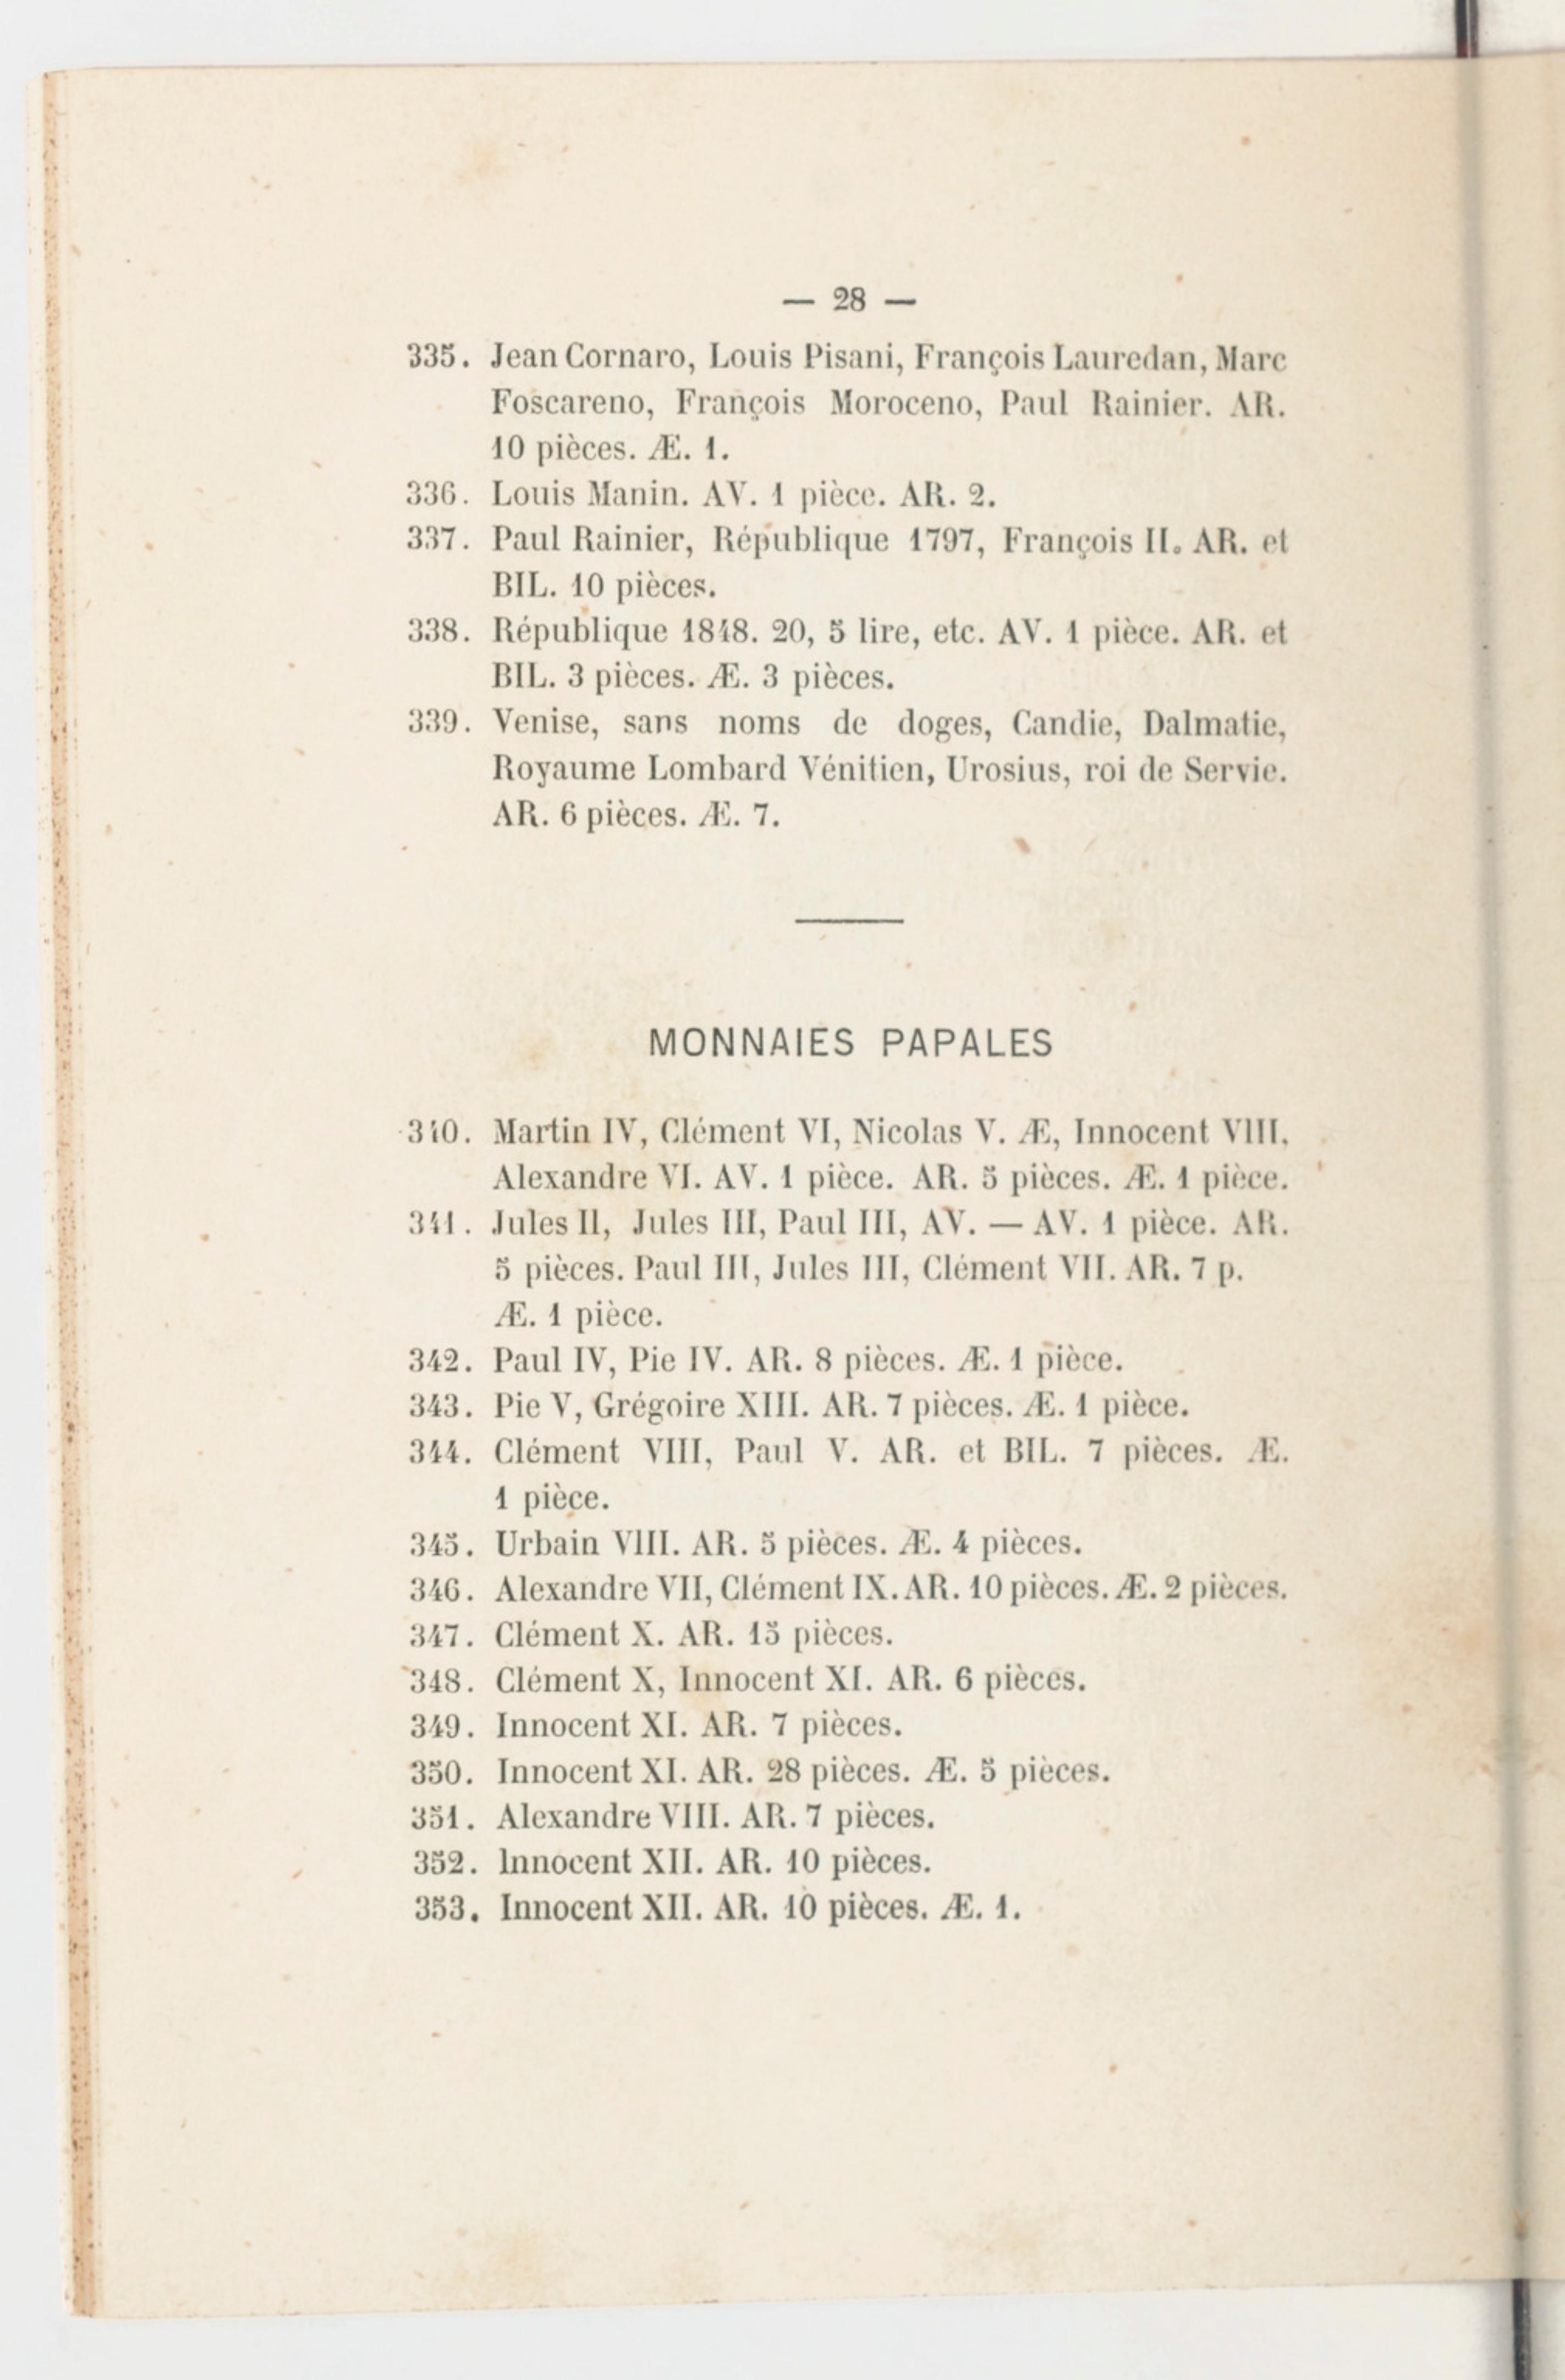 — 28 —
335. Jean Cornaro, Louis Pisani, François Lauredan, Marc
Foscareno, François Moroceno, Paul Rainier. AR.
10 pièces. Æ. 1.
336. Louis Manin. AV. 1 pièce. AR. 2.
337. Paul Rainier, République 1797, François II. AR. et
BIL. 10 pièces.
338. République 1848. 20, 5 lire, etc. AV. 1 pièce. AR. et
BIL. 3 pièces. Æ. 3 pièces.
339. Venise, sans noms de doges, Candie, Dalmatie,
Royaume Lombard Vénitien, Urosius, roi de Servie.
AR. 6 pièces. Æ. 7.
MONNAIES PAPALES
340. Martin IV, Clément VI, Nicolas V. Æ, Innocent VIII,
Alexandre VI. AV. 1 pièce. AR. 5 pièces. Æ. 1 pièce.
341. Jules II, Jules III, Paul III, AV. — AV. 1 pièce. AR.
5 pièces. Paul III, Jules III, Clément VII. AR. 7 p.
Æ. 1 pièce.
342. Paul IV, Pie IV. AR. 8 pièces. Æ. 1 pièce.
343. Pie V, Grégoire XIII. AR. 7 pièces. Æ. 1 pièce.
344. Clément VIII, Paul V. AR. et BIL. 7 pièces. Æ.
1 pièce.
345. Urbain VIII. AR. 5 pièces. Æ. 4 pièces.
346. Alexandre VII, Clément IX. AR. 10 pièces. Æ. 2 pièces.
347. Clément X. AR. 15 pièces.
348. Clément X, Innocent XI. AR. 6 pièces.
349. Innocent XI. AR. 7 pièces.
350. Innocent XI. AR. 28 pièces. Æ. 5 pièces.
351. Alexandre VIII. AR. 7 pièces.
352. Innocent XII. AR. 10 pièces.
353. Innocent XII. AR. 10 pièces. Æ. 1.